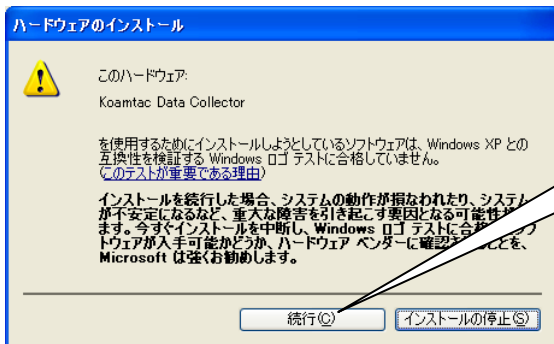 ハードウェアのインストール
このハードウェア:
Koamtac Data Collector
を使用するためにインストールしようとしているソフトウェアは、Windows XP との
互換性を検証する Windows ロゴ テストに合格していません。
(このテストが重要である理由)
インストールを続行した場合、システムの動作が損なわれたり、システム
が不安定になるなど、重大な障害を引き起こす要因となる可能性
ます。今すぐインストールを中断し、Windows ロゴ テストに合格
トウェアが入手可能かどうか、ハードウェア ベンダーに確認 ことを、
Microsoft は強くお勧めします。
続行(C)
インストールの停止(S)